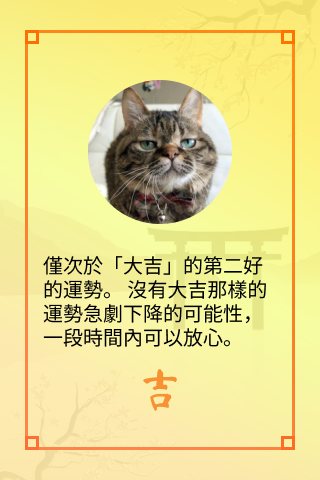 僅次於「大吉」的第二好
的運勢。 沒有大吉那樣的
運勢急劇下降的可能性，
一段時間內可以放心。
吉